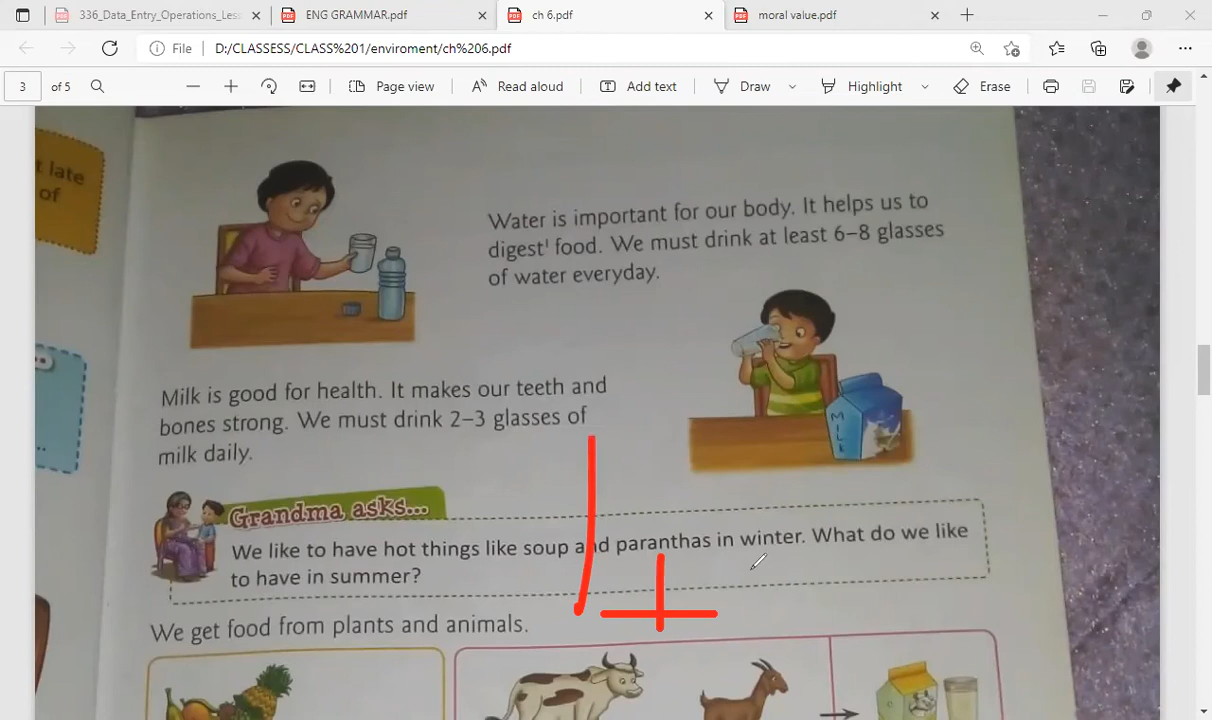 336_Data_Entry_Operations_Less
ENG GRAMMAR.pdf
ch 6.pdf
moral value.pdf
File
D:/CLASSESS/CLASS%201/enviroment/ch%206.pdf
3 of 5
Page view
Read aloud
Add text
Draw
Highlight
Erase
late
of
Water is important for our body. It helps us to
digest¹ food. We must drink at least 6–8 glasses
of water everyday.
Milk is good for health. It makes our teeth and
bones strong. We must drink 2–3 glasses of
milk daily.
MILK
Grandma asks...
We like to have hot things like soup and paranthas in winter. What do we like
to have in summer?
We get food from plants and animals.